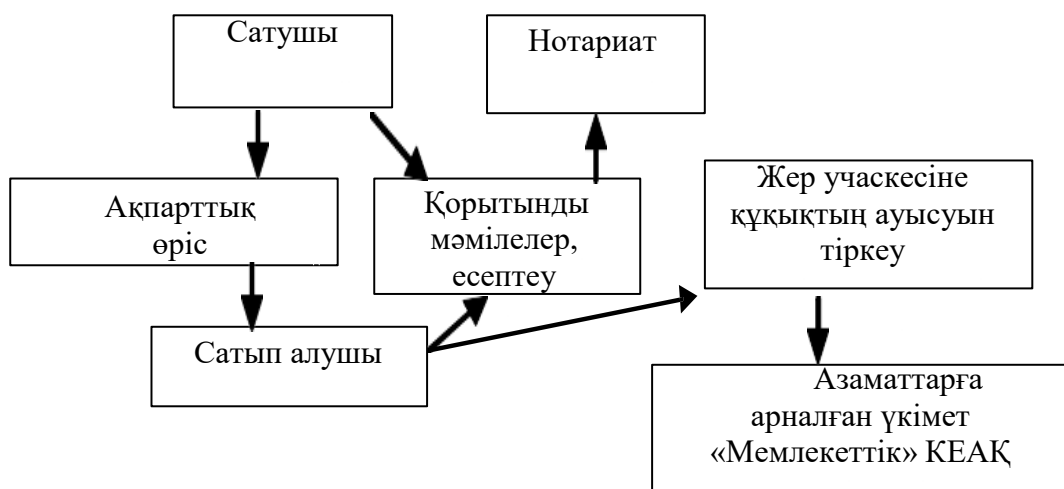 Сатушы
Нотариат
Ақпарттық
өріс
Қорытынды
мәмілелер,
есептеу
Жер учаскесіне
құқықтың ауысуын
тіркеу
Сатып алушы
Азаматтарға
арналған үкімет
«Мемлекеттік» КЕАҚ